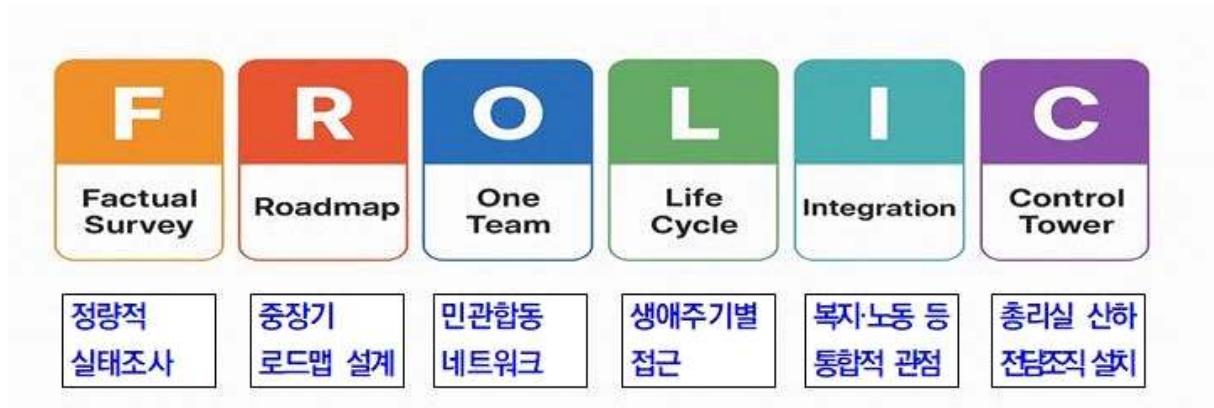 F
Factual
Survey
정량적
실태조사
R
Roadmap
중장기
로드맵 설계
O
One
Team
민관합동
네트워크
L
Life
Cycle
생애주기별
접근
I
Integration
복지·노동 등
통합적 관점
C
Control
Tower
총리실 산하
전담조직 설치